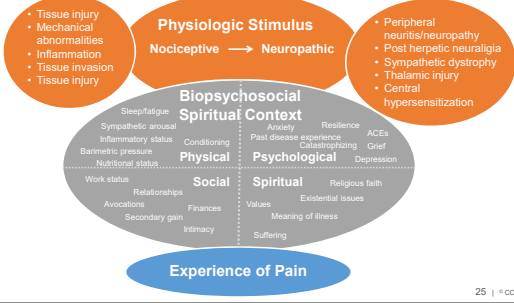 • Tissue injury
• Mechanical
abnormalities
• Inflammation
• Tissue invasion
• Tissue injury
Physiologic Stimulus
Nociceptive → Neuropathic
• Peripheral
neuritis/neuropathy
• Post herpetic neuralgia
• Sympathetic dystrophy
• Thalamic injury
• Central
hypersensitization
Biopsychosocial
Spiritual Context
Sleep/fatigue
Sympathetic arousal
Inflammatory status
Conditioning
Barimetric pressure
Nutritional status
Physical
Anxiety
Resilience
Past disease experience
ACEs
Catastrophizing
Grief
Psychological
Depression
Work status
Social
Relationships
Avocations
Finances
Secondary gain
Intimacy
Spiritual
Religious faith
Existential issues
Values
Meaning of illness
Suffering
Experience of Pain
25 | © CC